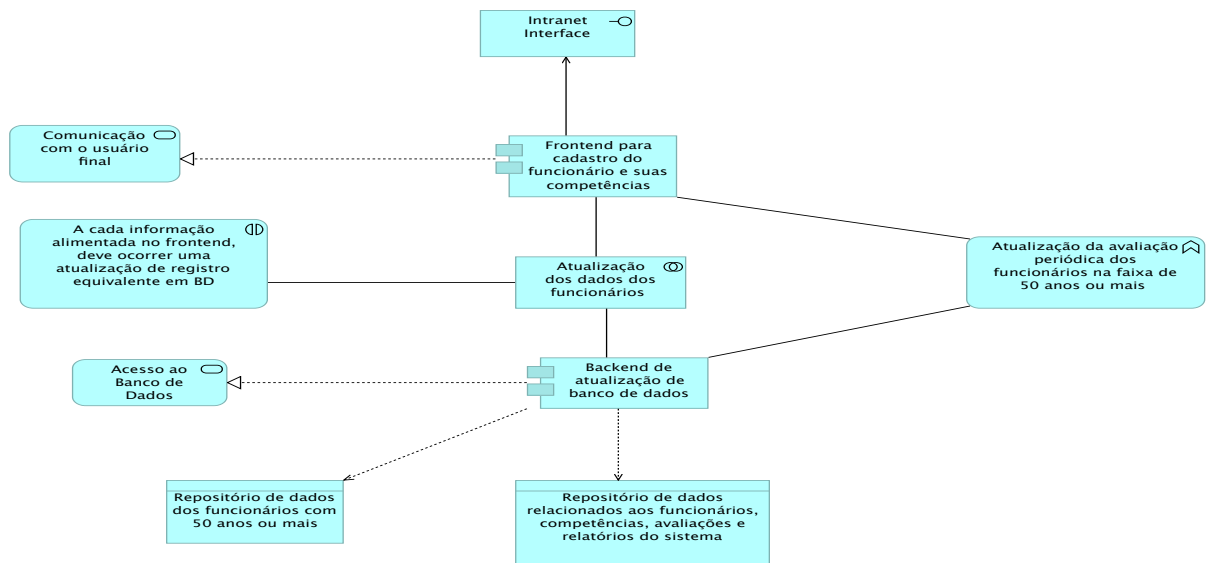 Intranet
Interface
Comunicação
com o usuário
final
Frontend para
cadastro do
funcionário e suas
competências
A cada informação
alimentada no frontend,
deve ocorrer uma
atualização de registro
equivalente em BD
Atualização
dos dados dos
funcionários
Atualização da avaliação
periódica dos
funcionários na faixa de
50 anos ou mais
Acesso ao
Banco de
Dados
Backend de
atualização de
banco de dados
Repositório de dados
dos funcionários com
50 anos ou mais
Repositório de dados
relacionados aos funcionários,
competências, avaliações e
relatórios do sistema